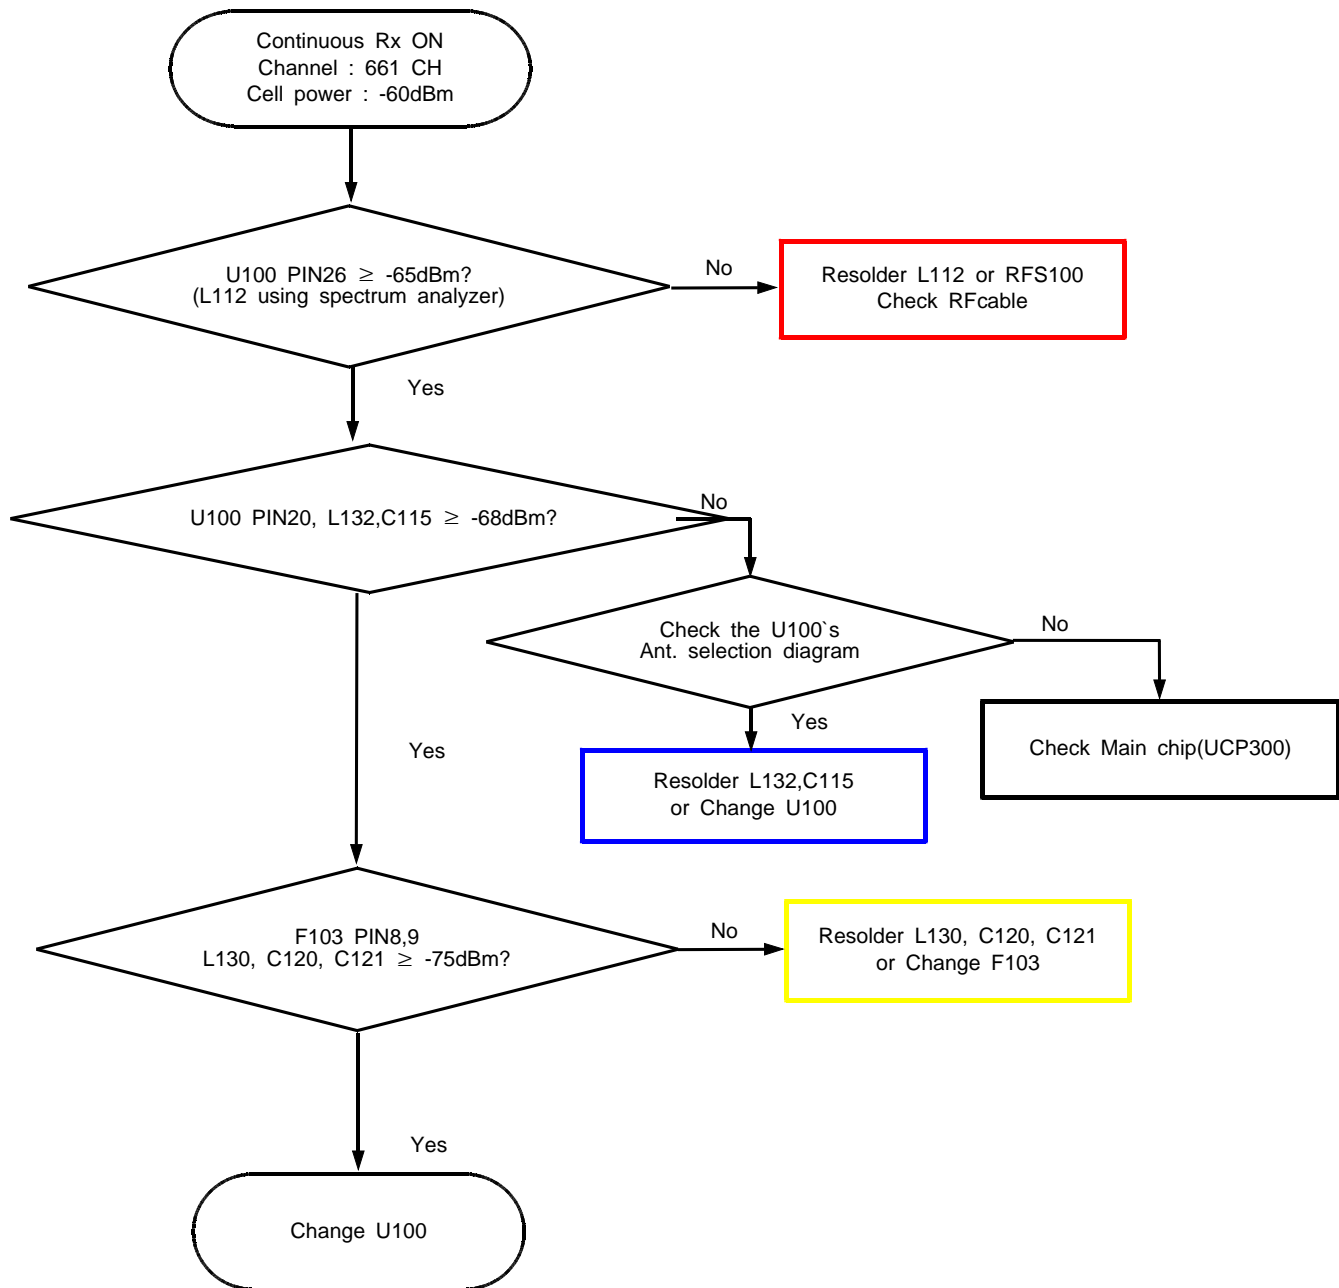 Continuous Rx ON
Channel : 661 CH
Cell power : -60dBm
U100 PIN26 ≥ -65dBm?
(L112 using spectrum analyzer)
No
Resolder L112 or RFS100
Check RFcable
Yes
U100 PIN20, L132,C115 ≥ -68dBm?
No
Check the U100`s
Ant. selection diagram
No
Yes
Check Main chip(UCP300)
Yes
Resolder L132,C115
or Change U100
F103 PIN8,9
L130, C120, C121 ≥ -75dBm?
No
Resolder L130, C120, C121
or Change F103
Yes
Change U100